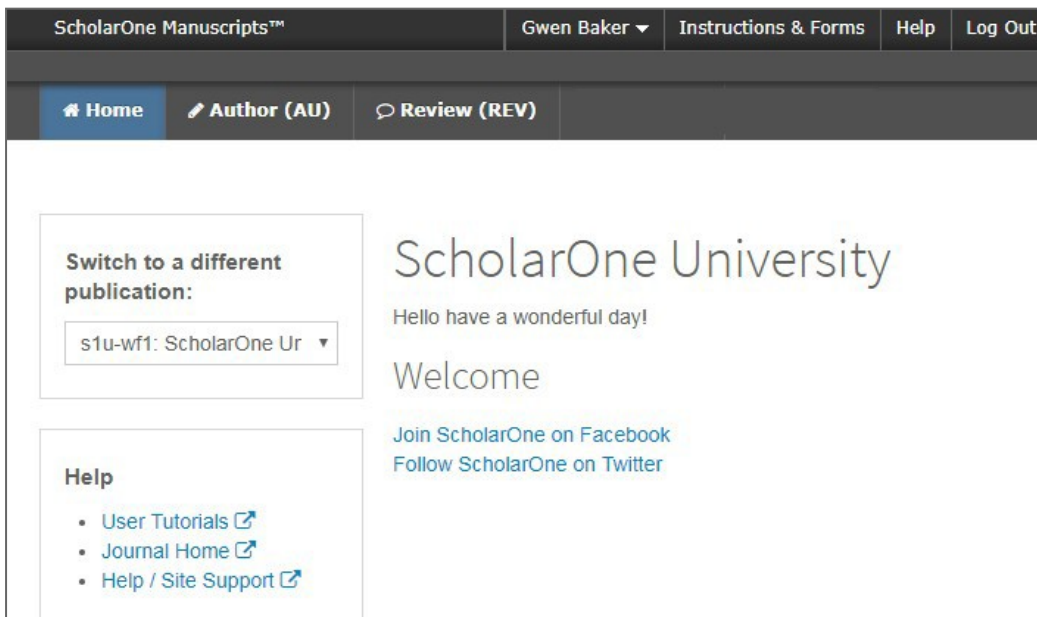 ScholarOne Manuscripts™
Gwen Baker
Instructions & Forms
Help
Log Out
Home
Author (AU)
Review (REV)
Switch to a different
publication:
s1u-wf1: ScholarOne Ur
Help
User Tutorials
Journal Home
Help / Site Support
ScholarOne University
Hello have a wonderful day!
Welcome
Join ScholarOne on Facebook
Follow ScholarOne on Twitter